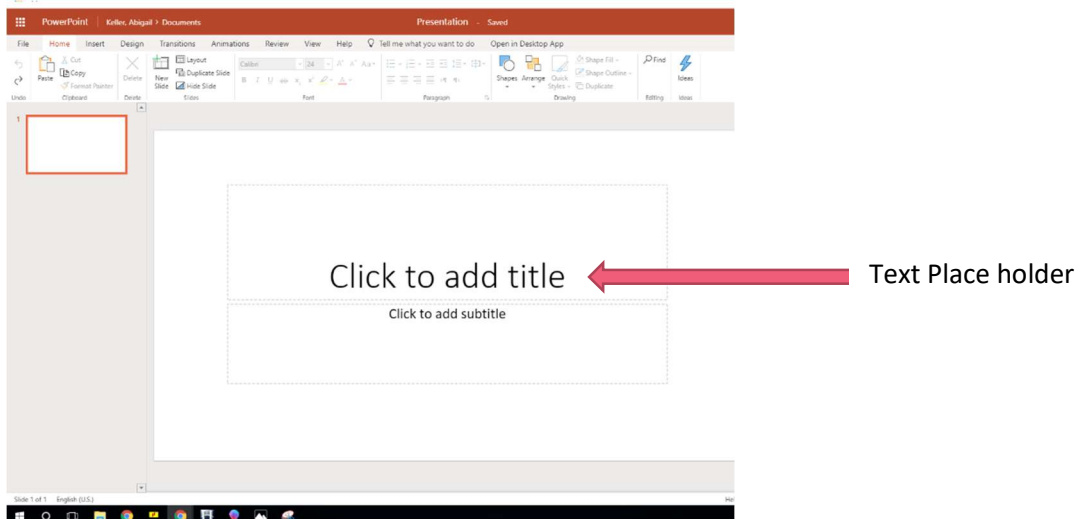 PowerPoint Keller, Abigail > Documents Presentation - Saved
File Home Insert Design Transitions Animations Review View Help Tell me what you want to do Open in Desktop App
Cut
Copy
Format Painter
Paste
Delete
New
Slide
Layout
Duplicate Slide
Hide Slide
Calibri 24
Shapes Arrange Quick
Styles
Shape Fill
Shape Outline
Duplicate
Find
Ideas
Undo Clipboard Delete Slides Font Paragraph Drawing Editing Ideas
1
Click to add title
Text Place holder
Click to add subtitle
Slide 1 of 1 English (U.S.)